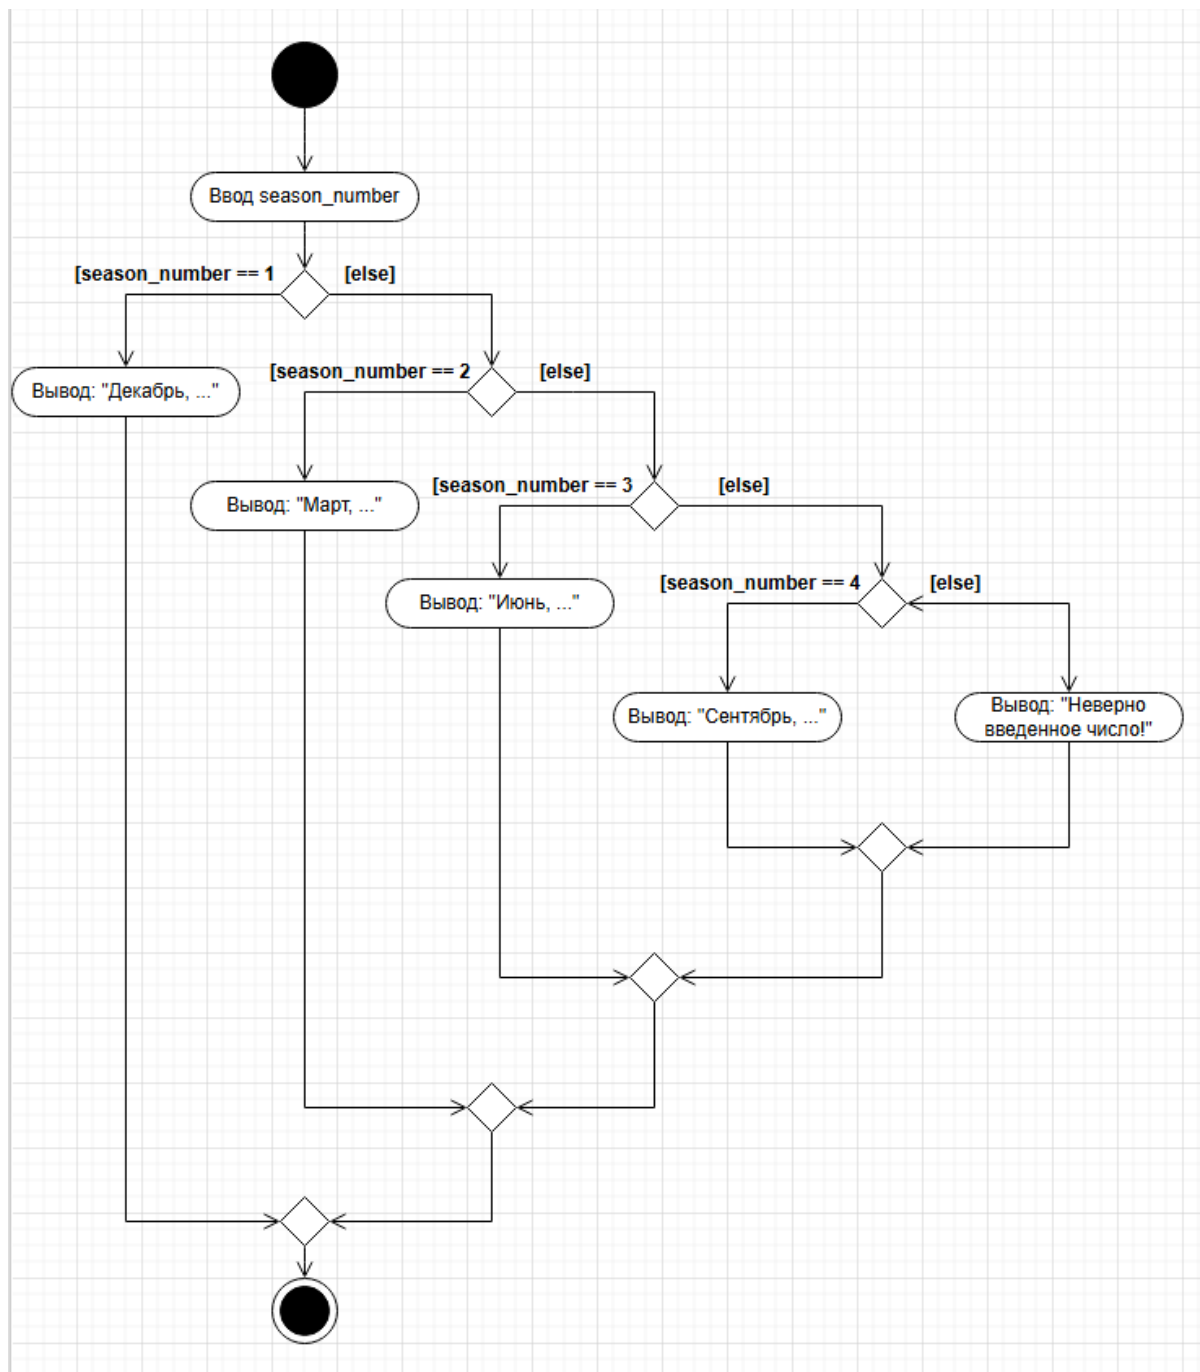 Ввод season_number
[season_number == 1
[else]
Вывод: "Декабрь, ..."
[season_number == 2
[else]
Вывод: "Март, ..."
[season_number == 3
[else]
Вывод: "Июнь, ..."
[season_number == 4
[else]
Вывод: "Сентябрь, ..."
Вывод: "Неверно
введенное число!"